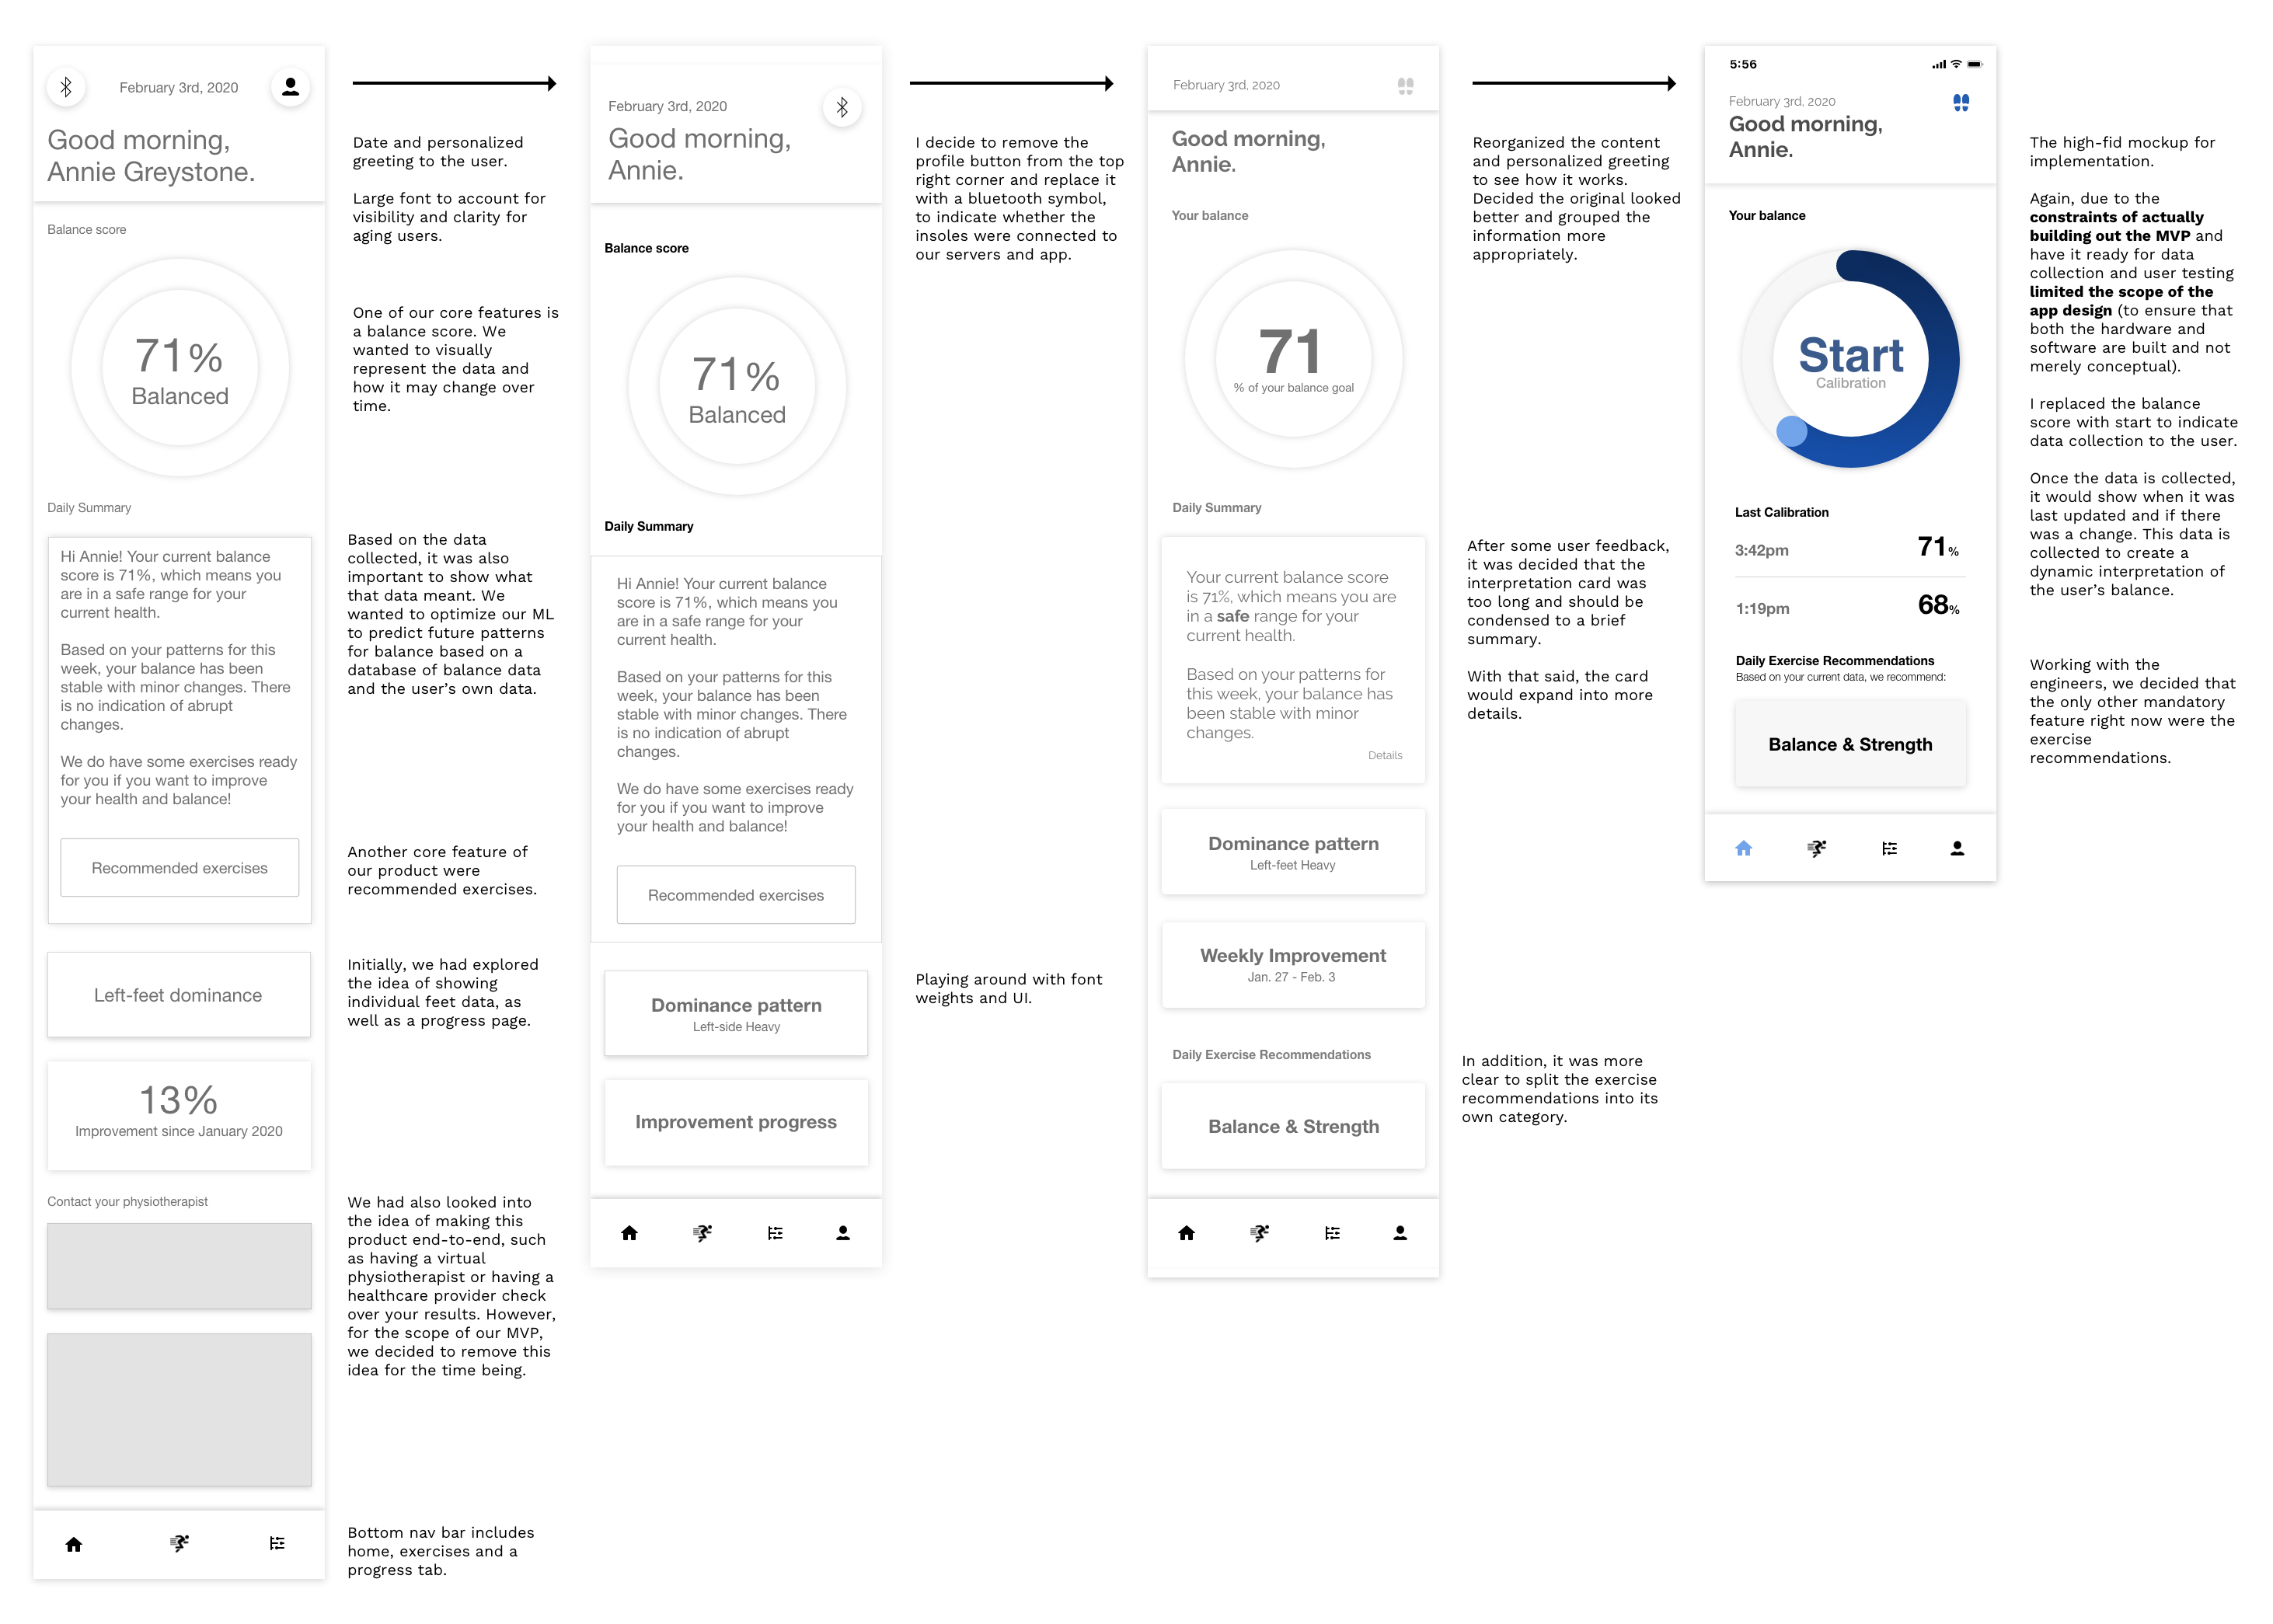 February 3rd, 2020
Good morning,
Annie Greystone.
Balance score
71%
Balanced
Daily Summary
Hi Annie! Your current balance
score is 71%, which means you
are in a safe range for your
current health.
Based on your patterns for this
week, your balance has been
stable with minor changes. There
is no indication of abrupt
changes.
We do have some exercises ready
for you if you want to improve
your health and balance!
Recommended exercises
Left-feet dominance
13%
Improvement since January 2020
Contact your physiotherapist
Date and personalized
greeting to the user.
Large font to account for
visibility and clarity for
aging users.
One of our core features is
a balance score. We
wanted to visually
represent the data and
how it may change over
time.
Based on the data
collected, it was also
important to show what
that data meant. We
wanted to optimize our ML
to predict future patterns
for balance based on a
database of balance data
and the user's own data.
Another core feature of
our product were
recommended exercises.
Initially, we had explored
the idea of showing
individual feet data, as
well as a progress page.
We had also looked into
the idea of making this
product end-to-end, such
as having a virtual
physiotherapist or having a
healthcare provider check
over your results. However,
for the scope of our MVP,
we decided to remove this
idea for the time being.
Bottom nav bar includes
home, exercises and a
progress tab.
February 3rd, 2020
Good morning,
Annie.
Balance score
71%
Balanced
Daily Summary
Hi Annie! Your current balance
score is 71%, which means you
are in a safe range for your
current health.
Based on your patterns for this
week, your balance has been
stable with minor changes. There
is no indication of abrupt
changes.
We do have some exercises ready
for you if you want to improve
your health and balance!
Recommended exercises
Dominance pattern
Left-side Heavy
Improvement progress
I decide to remove the
profile button from the top
right corner and replace it
with a bluetooth symbol,
to indicate whether the
insoles were connected to
our servers and app.
Playing around with font
weights and UI.
February 3rd, 2020
Good morning,
Annie.
Your balance
71
% of your balance goal
Daily Summary
Your current balance score
is 71%, which means you are
in a safe range for your
current health.
Based on your patterns for
this week, your balance has
been stable with minor
changes.
Details
Dominance pattern
Left-feet Heavy
Weekly Improvement
Jan. 27 - Feb. 3
Daily Exercise Recommendations
Balance & Strength
Reorganized the content
and personalized greeting
to see how it works.
Decided the original looked
better and grouped the
information more
appropriately.
After some user feedback,
it was decided that the
interpretation card was
too long and should be
condensed to a brief
summary.
With that said, the card
would expand into more
details.
In addition, it was more
clear to split the exercise
recommendations into its
own category.
5:56
February 3rd, 2020
Good morning,
Annie.
Your balance
Start
Calibration
Last Calibration
3:42pm 71%
1:19pm 68%
Daily Exercise Recommendations
Based on your current data, we recommend:
Balance & Strength
The high-fid mockup for
implementation.
Again, due to the
constraints of actually
building out the MVP and
have it ready for data
collection and user testing
limited the scope of the
app design (to ensure that
both the hardware and
software are built and not
merely conceptual).
I replaced the balance
score with start to indicate
data collection to the user.
Once the data is collected,
it would show when it was
last updated and if there
was a change. This data is
collected to create a
dynamic interpretation of
the user's balance.
Working with the
engineers, we decided that
the only other mandatory
feature right now were the
exercise
recommendations.